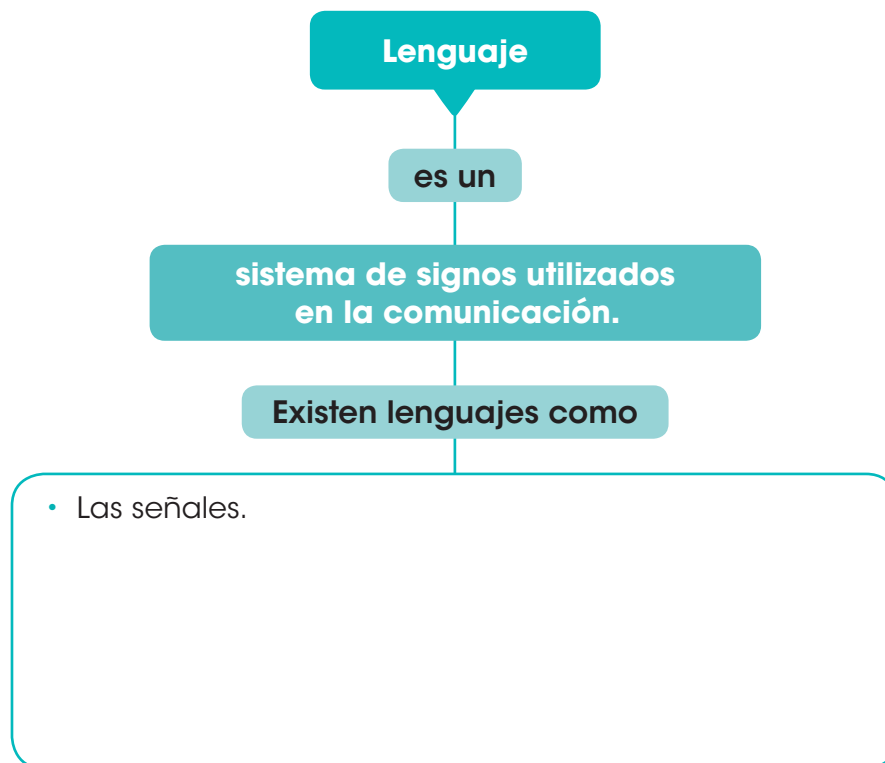 Lenguaje
es un
sistema de signos utilizados
en la comunicación.
Existen lenguajes como
• Las señales.